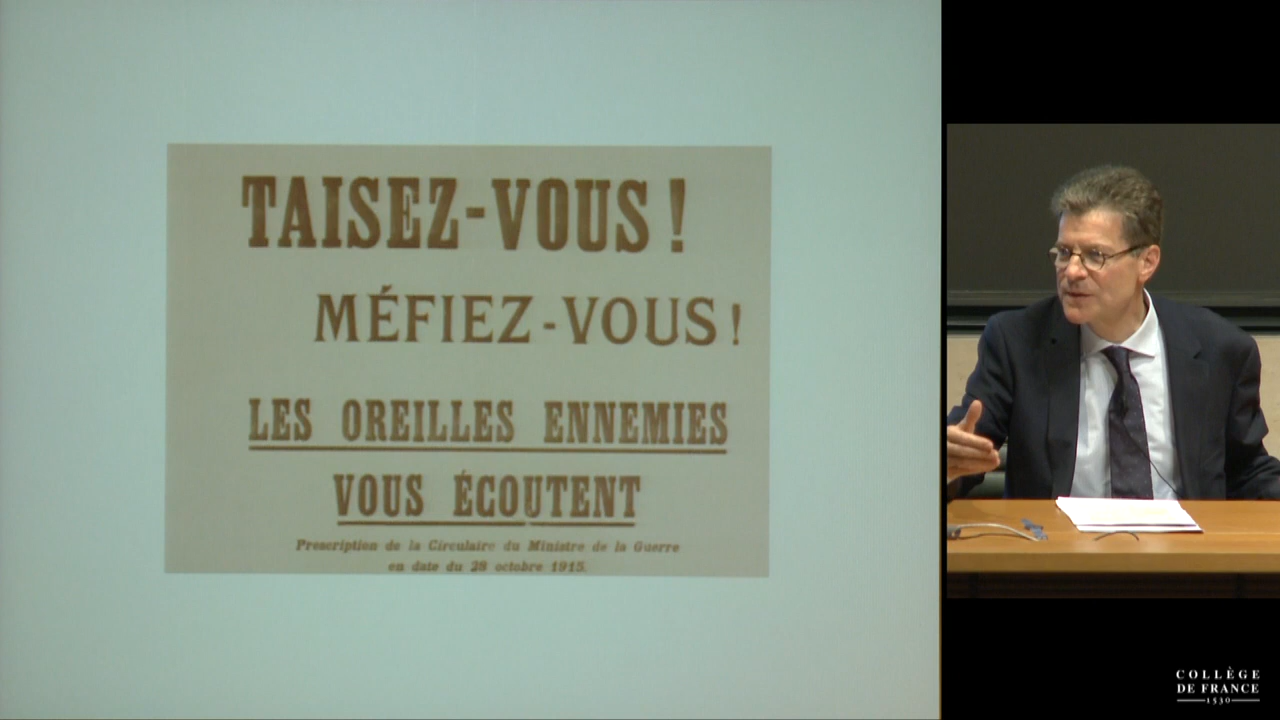 TAISEZ-VOUS !
MÉFIEZ-VOUS !
LES OREILLES ENNEMIES
VOUS ÉCOUTENT
Prescription de la Circulaire du Ministre de la Guerre
en date du 28 octobre 1915.
COLLÈGE
DE FRANCE
1530